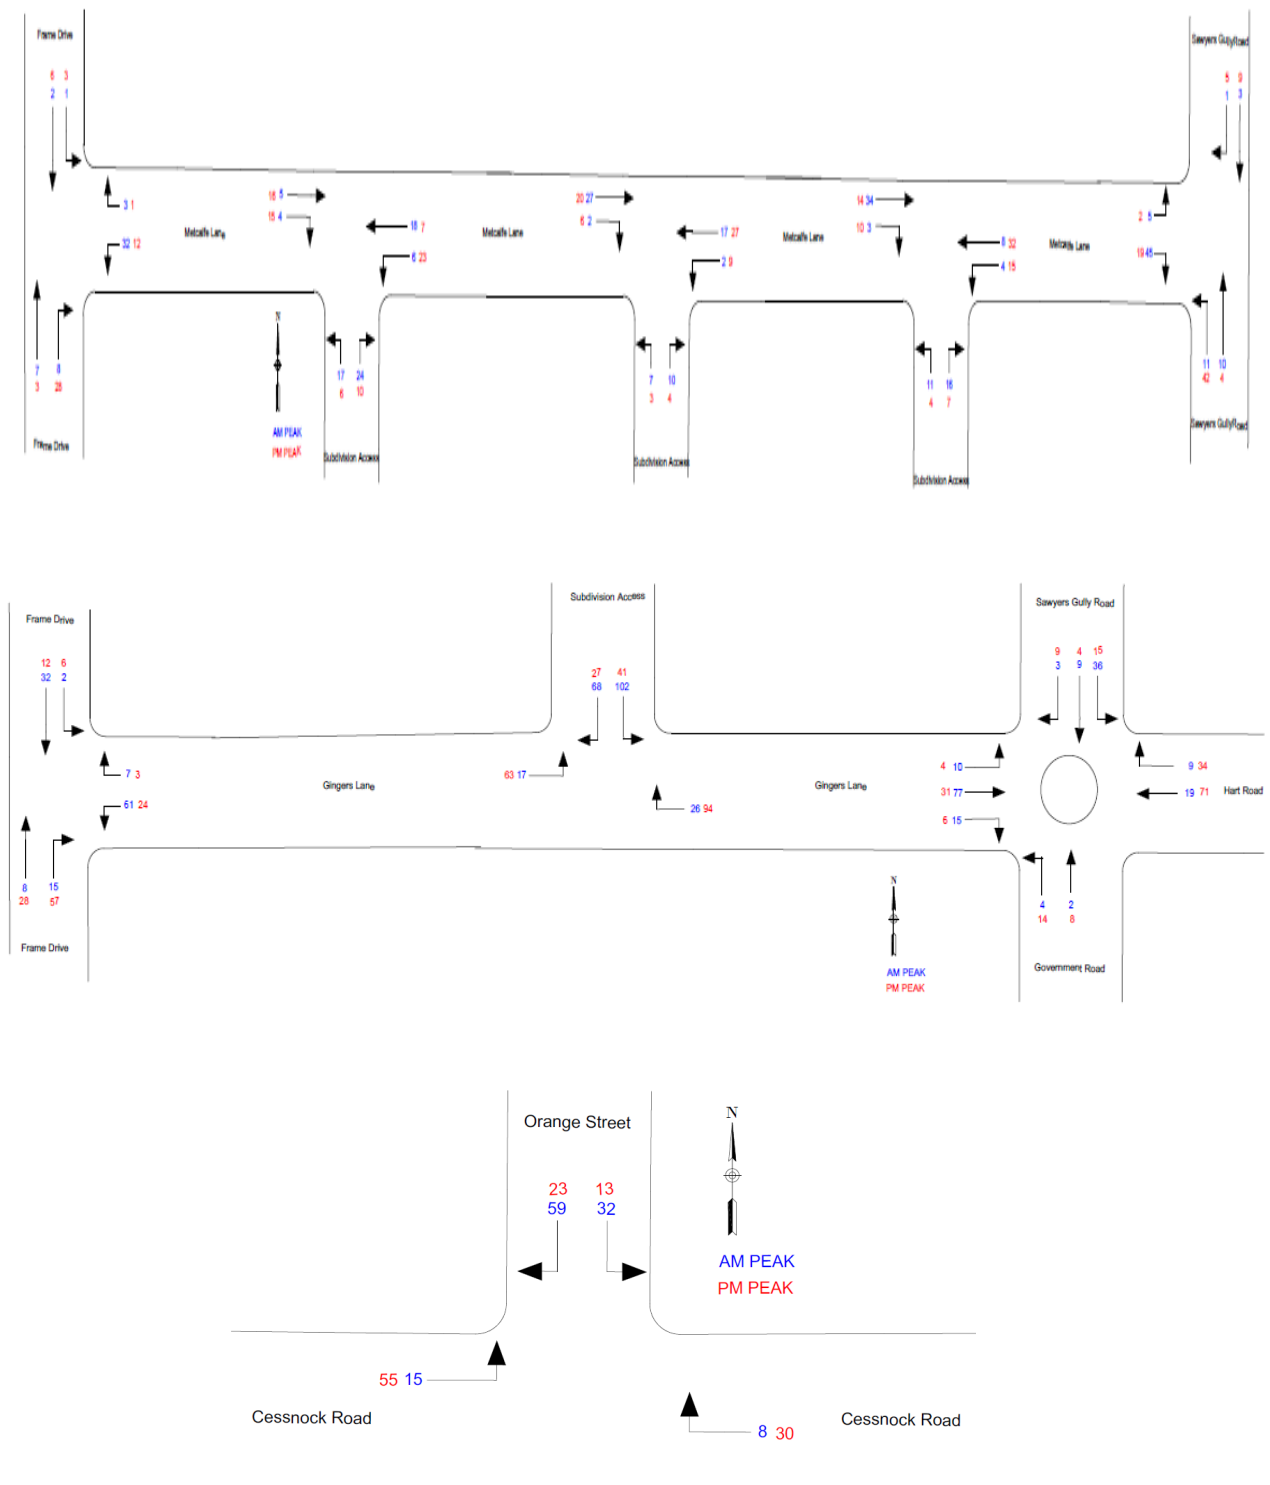 Frame Drive
Sawyers GullyRoad
6 3
2 1
5 9
1 3
3 1
16 5
15 4
20 27
6 2
14 34
10 3
2 5
32 12
Metcalfe Lane
18 7
Metcalfe Lane
17 27
Metcalfe Lane
8 32
Metcalfe Lane
19 45
6 23
2 9
4 15
7 8
3 28
N
17 24
6 10
7 10
3 4
11 16
4 7
11 10
42 4
AM PEAK
PM PEAK
Frame Drive
Subdivision Access
Subdivision Access
Subdivision Access
Sawyers GullyRoad
Frame Drive
Subdivision Access
Sawyers Gully Road
12 6
32 2
27 41
68 102
9 4 15
3 9 36
7 3
Gingers Lane
63 17
Gingers Lane
4 10
9 34
31 77
19 71
Hart Road
61 24
26 94
6 15
8 15
28 57
N
4 2
14 8
Frame Drive
AM PEAK
PM PEAK
Government Road
Orange Street
N
23 13
59 32
AM PEAK
PM PEAK
55 15
Cessnock Road
8 30
Cessnock Road